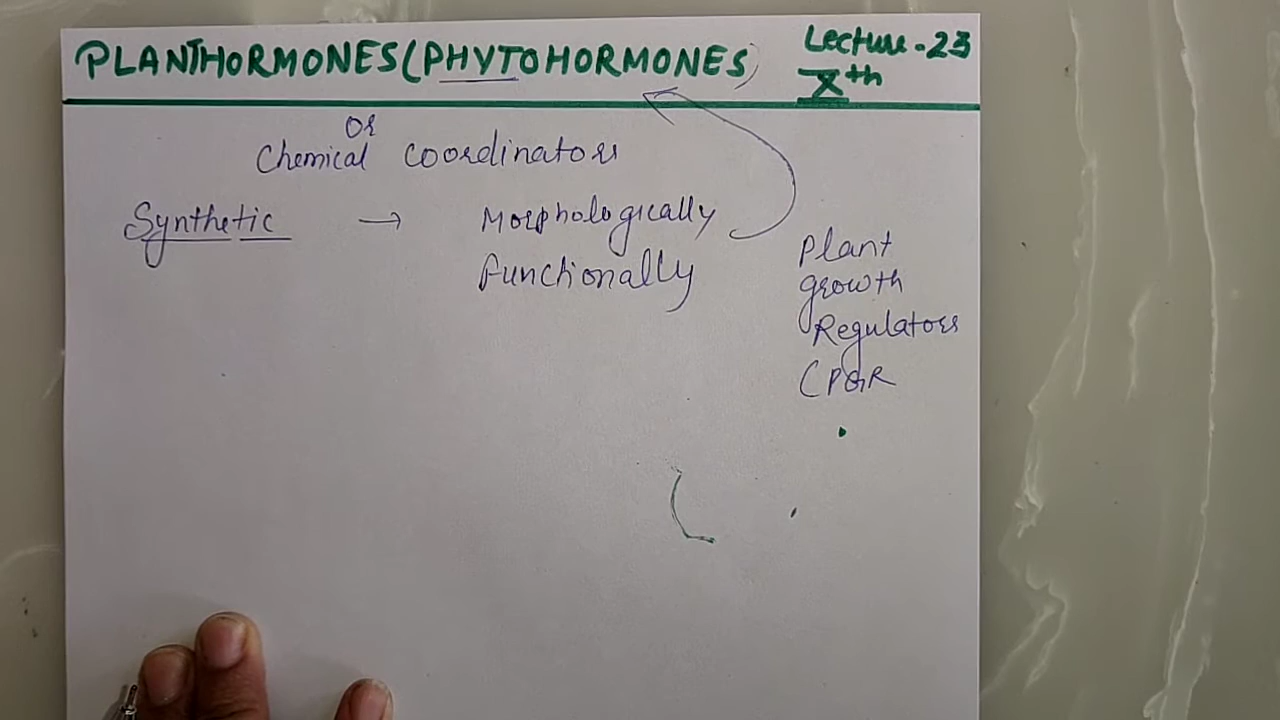 PLANTHORMONES (PHYTOHORMONES)
Lecture-23
Xth
Or
Chemical Coordinators
Synthetic → Morphologically
Functionally
Plant
growth
Regulators
(PGR